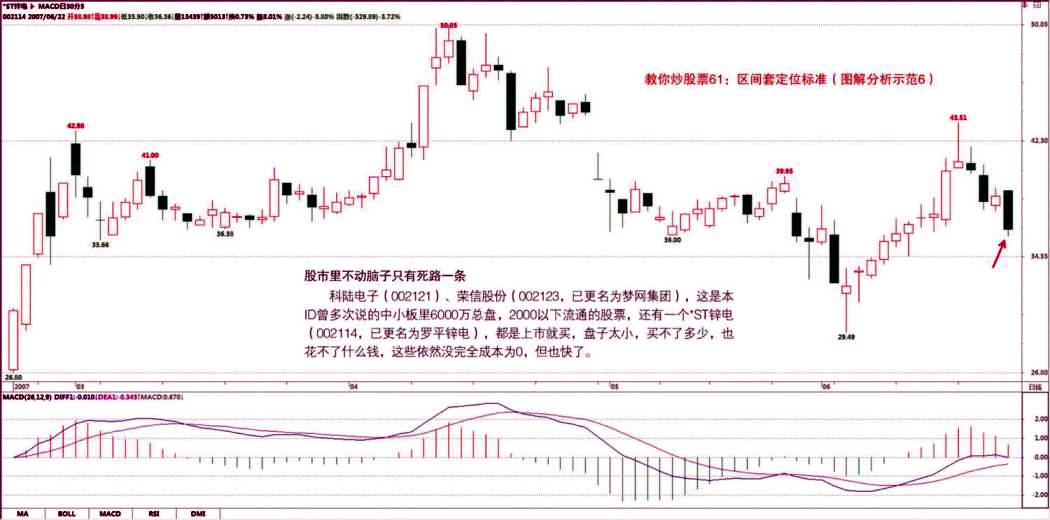 *ST锌电 MACD日30分5
002114 2007/06/22 开38.98 高38.99 低35.90 收36.36 量13439 额5013 换0.73% 振8.01% 涨(-2.24)-5.80% 指数(-529.89)-3.72%
50.05
50.05
教你炒股票61：区间套定位标准（图解分析示范6）
42.98
43.51
42.30
41.00
39.95
35.66
36.38
36.00
34.55
股市里不动脑子只有死路一条
科陆电子（002121）、荣信股份（002123，已更名为梦网集团），这是本
ID曾多次说的中小板里6000万总盘，2000以下流通的股票，还有一个*ST锌电
（002114，已更名为罗平锌电），都是上市就买，盘子太小，买不了多少，也
花不了什么钱，这些依然没完全成本为0，但也快了。
29.49
26.80
26.80
2007 03 04 05 06 日线
MACD(26,12,9) DIFF1:-0.010 DEA1:-0.345 MACD:0.670
2.00
1.00
0.00
-1.00
-2.00
MA BOLL MACD RSI DMI